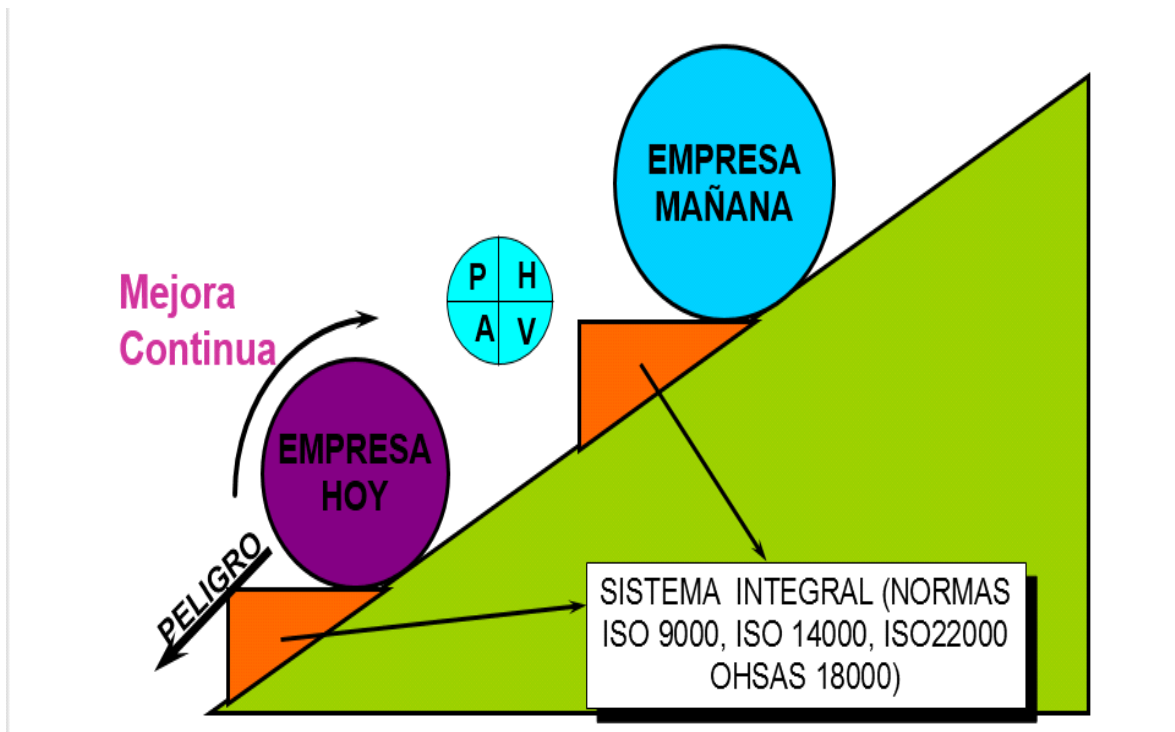 EMPRESA
MAÑANA
P H
A V
Mejora
Continua
EMPRESA
HOY
PELIGRO
SISTEMA INTEGRAL (NORMAS
ISO 9000, ISO 14000, ISO22000
OHSAS 18000)